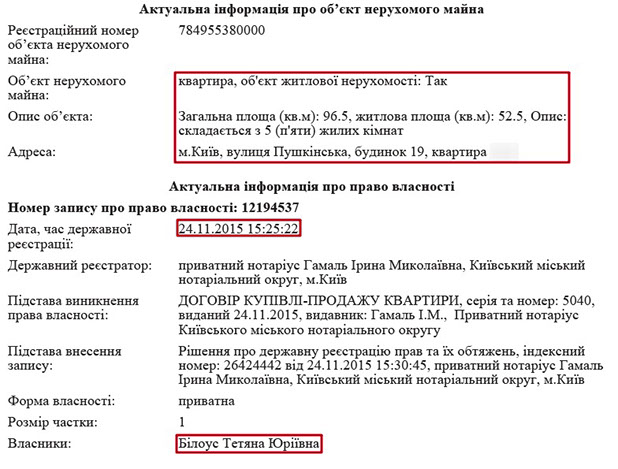 Актуальна інформація про об’єкт нерухомого майна
Реєстраційний номер 784955380000
об’єкта нерухомого
майна:
Об’єкт нерухомого квартира, об'єкт житлової нерухомості: Так
майна:
Опис об’єкта: Загальна площа (кв.м): 96.5, житлова площа (кв.м): 52.5, Опис:
складається з 5 (п'яти) жилих кімнат
Адреса: м.Київ, вулиця Пушкінська, будинок 19, квартира
Актуальна інформація про право власності
Номер запису про право власності: 12194537
Дата, час державної 24.11.2015 15:25:22
реєстрації:
Державний реєстратор: приватний нотаріус Гамаль Ірина Миколаївна, Київський міський
нотаріальний округ, м.Київ
Підстава виникнення ДОГОВІР КУПІВЛІ-ПРОДАЖУ КВАРТИРИ, серія та номер: 5040,
права власності: виданий 24.11.2015, видавник: Гамаль І.М., Приватний нотаріус
Київського міського нотаріального округу
Підстава внесення Рішення про державну реєстрацію прав та їх обтяжень, індексний
запису: номер: 26424442 від 24.11.2015 15:30:45, приватний нотаріус Гамаль
Ірина Миколаївна, Київський міський нотаріальний округ, м.Київ
Форма власності: приватна
Розмір частки: 1
Власники: Білоус Тетяна Юріївна